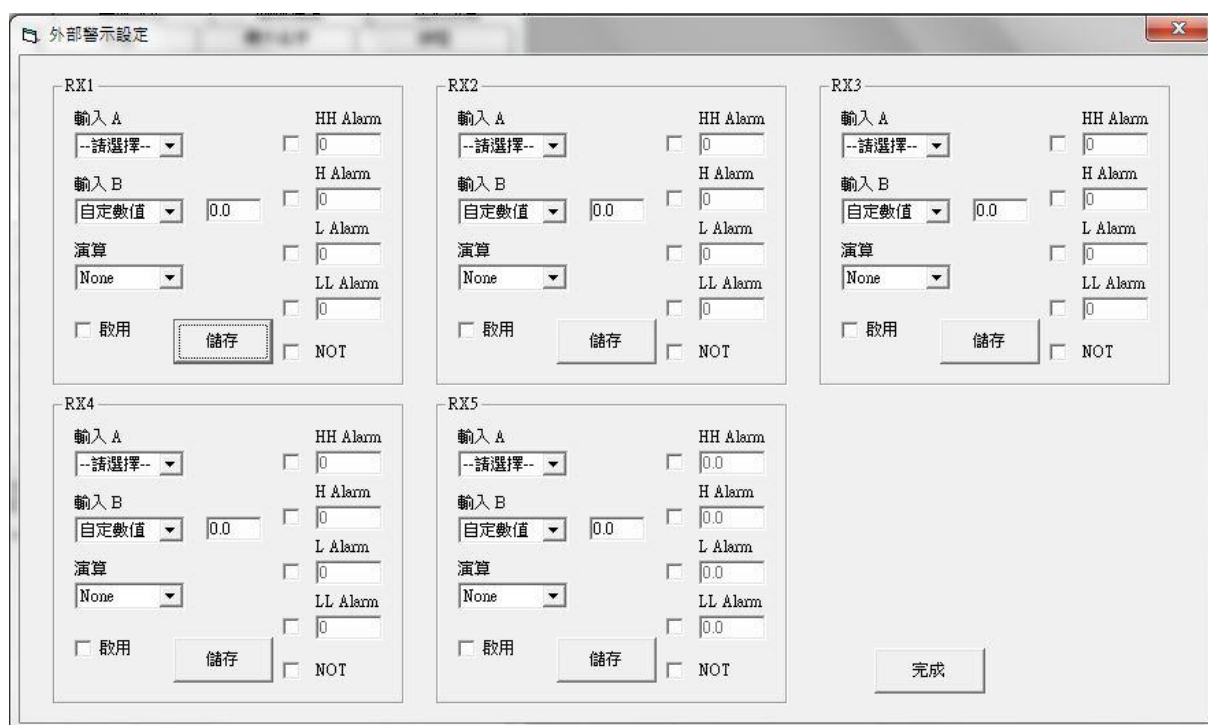 外部警示設定
RX1
輸入 A
HH Alarm
--請選擇--
0
H Alarm
輸入 B
0
自定數值
0.0
L Alarm
演算
0
None
LL Alarm
0
啟用
儲存
NOT
RX2
輸入 A
HH Alarm
--請選擇--
0
H Alarm
輸入 B
0
自定數值
0.0
L Alarm
演算
0
None
LL Alarm
0
啟用
儲存
NOT
RX3
輸入 A
HH Alarm
--請選擇--
0
H Alarm
輸入 B
0
自定數值
0.0
L Alarm
演算
0
None
LL Alarm
0
啟用
儲存
NOT
RX4
輸入 A
HH Alarm
--請選擇--
0
H Alarm
輸入 B
0
自定數值
0.0
L Alarm
演算
0
None
LL Alarm
0
啟用
儲存
NOT
RX5
輸入 A
HH Alarm
--請選擇--
0.0
H Alarm
輸入 B
0.0
自定數值
0.0
L Alarm
演算
0.0
None
LL Alarm
0.0
啟用
儲存
NOT
完成